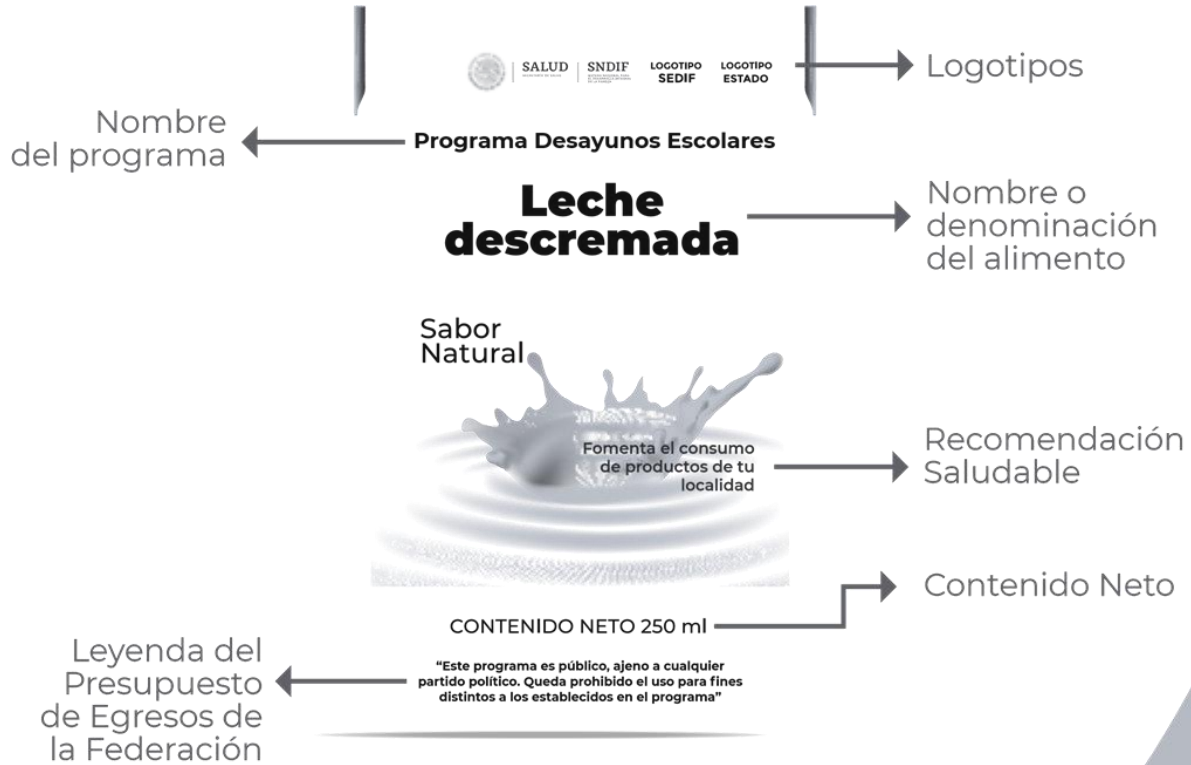 SALUD
SECRETARÍA DE SALUD
SNDIF
LOGOTIPO
SEDIF
LOGOTIPO
ESTADO
Logotipos
Nombre
del programa
Programa Desayunos Escolares
Leche
descremada
Nombre o
denominación
del alimento
Sabor
Natural
Fomenta el consumo
de productos de tu
localidad
Recomendación
Saludable
Contenido Neto
CONTENIDO NETO 250 ml
Leyenda del
Presupuesto
de Egresos de
la Federación
“Este programa es público, ajeno a cualquier
partido político. Queda prohibido el uso para fines
distintos a los establecidos en el programa”